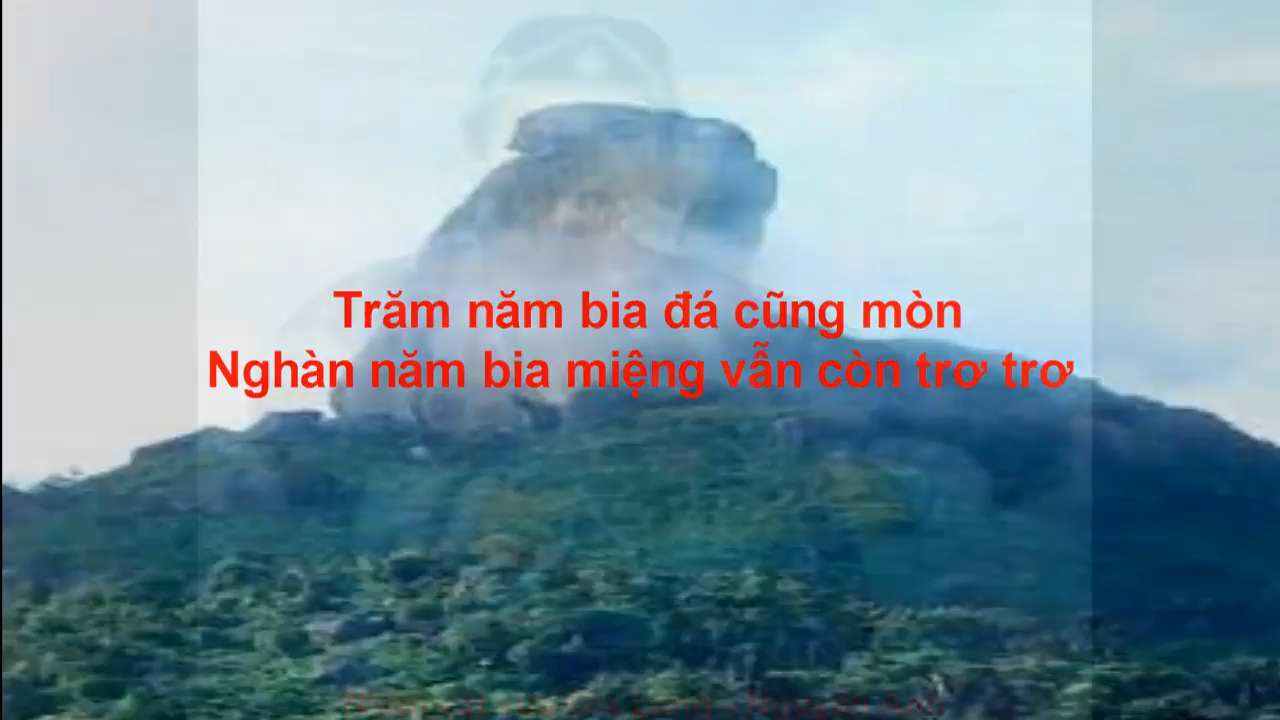 Trăm năm bia đá cũng mòn
Nghàn năm bia miệng vẫn còn trơ trơ